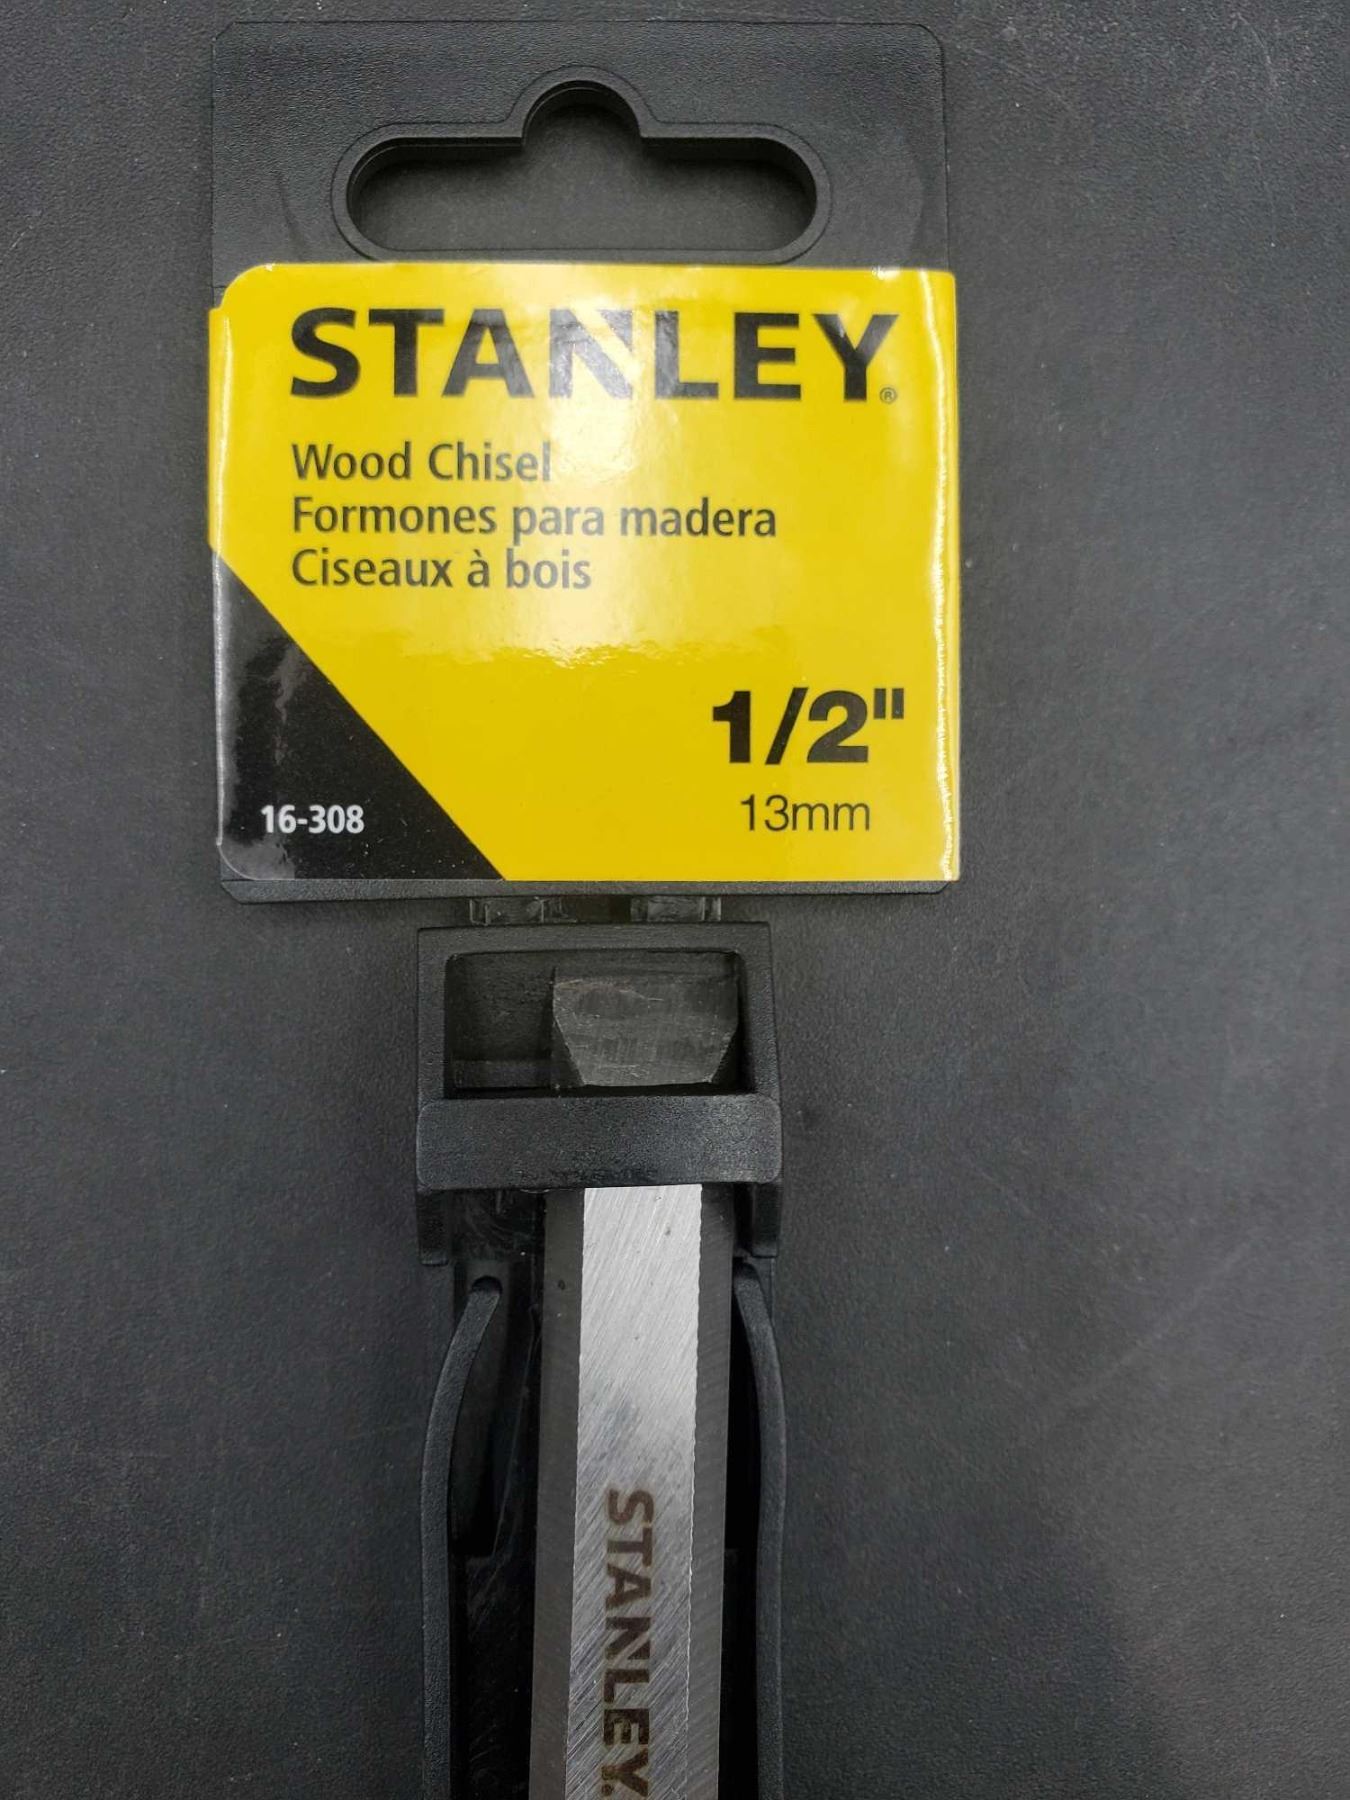 STANLEY®
Wood Chisel
Formones para madera
Ciseaux à bois
1/2"
13mm
16-308
STANLEY.